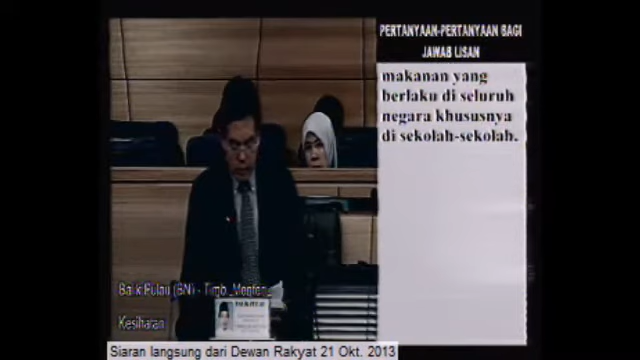 PERTANYAAN-PERTANYAAN BAGI
JAWAB LISAN
makanan yang
berlaku di seluruh
negara khususnya
di sekolah-sekolah.
Balik Pulau (BN) - Timb. Menteri
Kesihatan
Siaran langsung dari Dewan Rakyat 21 Okt. 2013